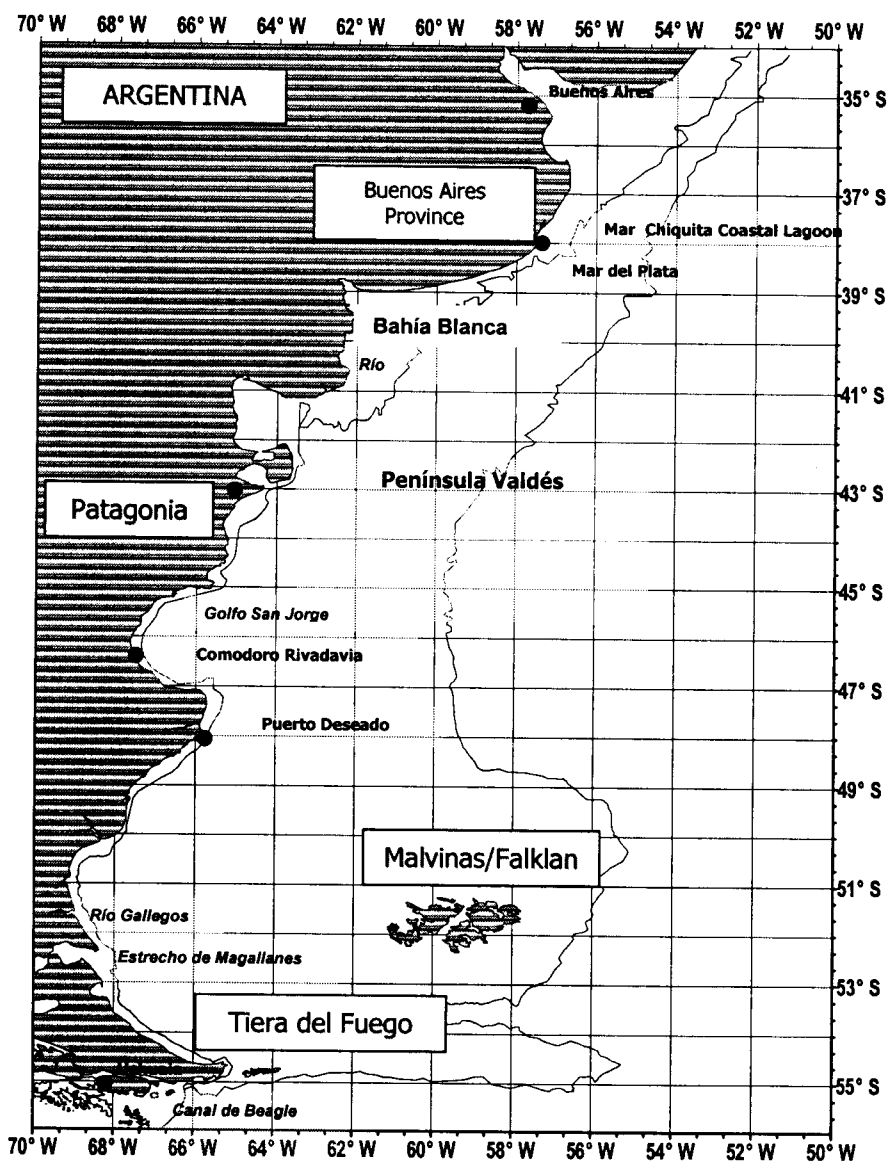 70° W 68° W 66° W 64° W 62° W 60° W 58° W 56° W 54° W 52° W 50° W
ARGENTINA
Buenos Aires
35° S
Buenos Aires
Province
37° S
Mar Chiquita Coastal Lagoon
Mar del Plata
39° S
Bahía Blanca
Río
41° S
Península Valdés
43° S
Patagonia
45° S
Golfo San Jorge
Comodoro Rivadavia
47° S
Puerto Deseado
49° S
Malvinas/Falklan
51° S
Río Gallegos
Estrecho de Magallanes
53° S
Tiera del Fuego
55° S
Canal de Beagle
70° W 68° W 66° W 64° W 62° W 60° W 58° W 56° W 54° W 52° W 50° W